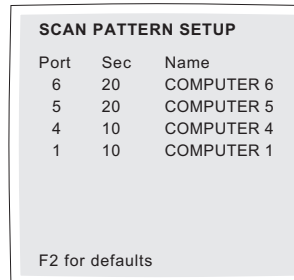 SCAN PATTERN SETUP
Port Sec Name
6 20 COMPUTER 6
5 20 COMPUTER 5
4 10 COMPUTER 4
1 10 COMPUTER 1
F2 for defaults